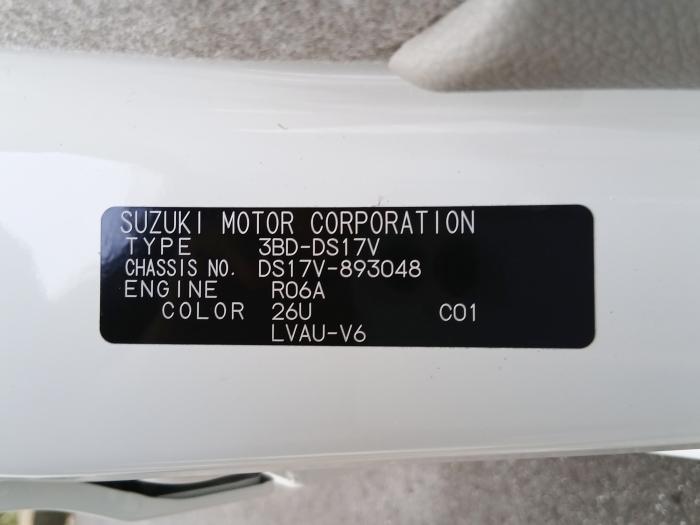 SUZUKI MOTOR CORPORATION
TYPE 3BD-DS17V
CHASSIS NO. DS17V-893048
ENGINE R06A
COLOR 26U C01
LVAU-V6